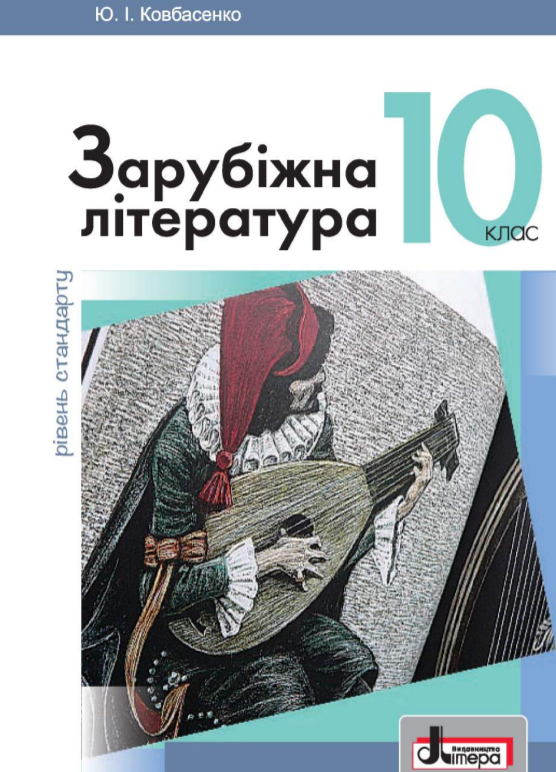 Ю. І. Ковбасенко
10
Зарубіжна
література
клас
рівень стандарту
Видавництво
Літера